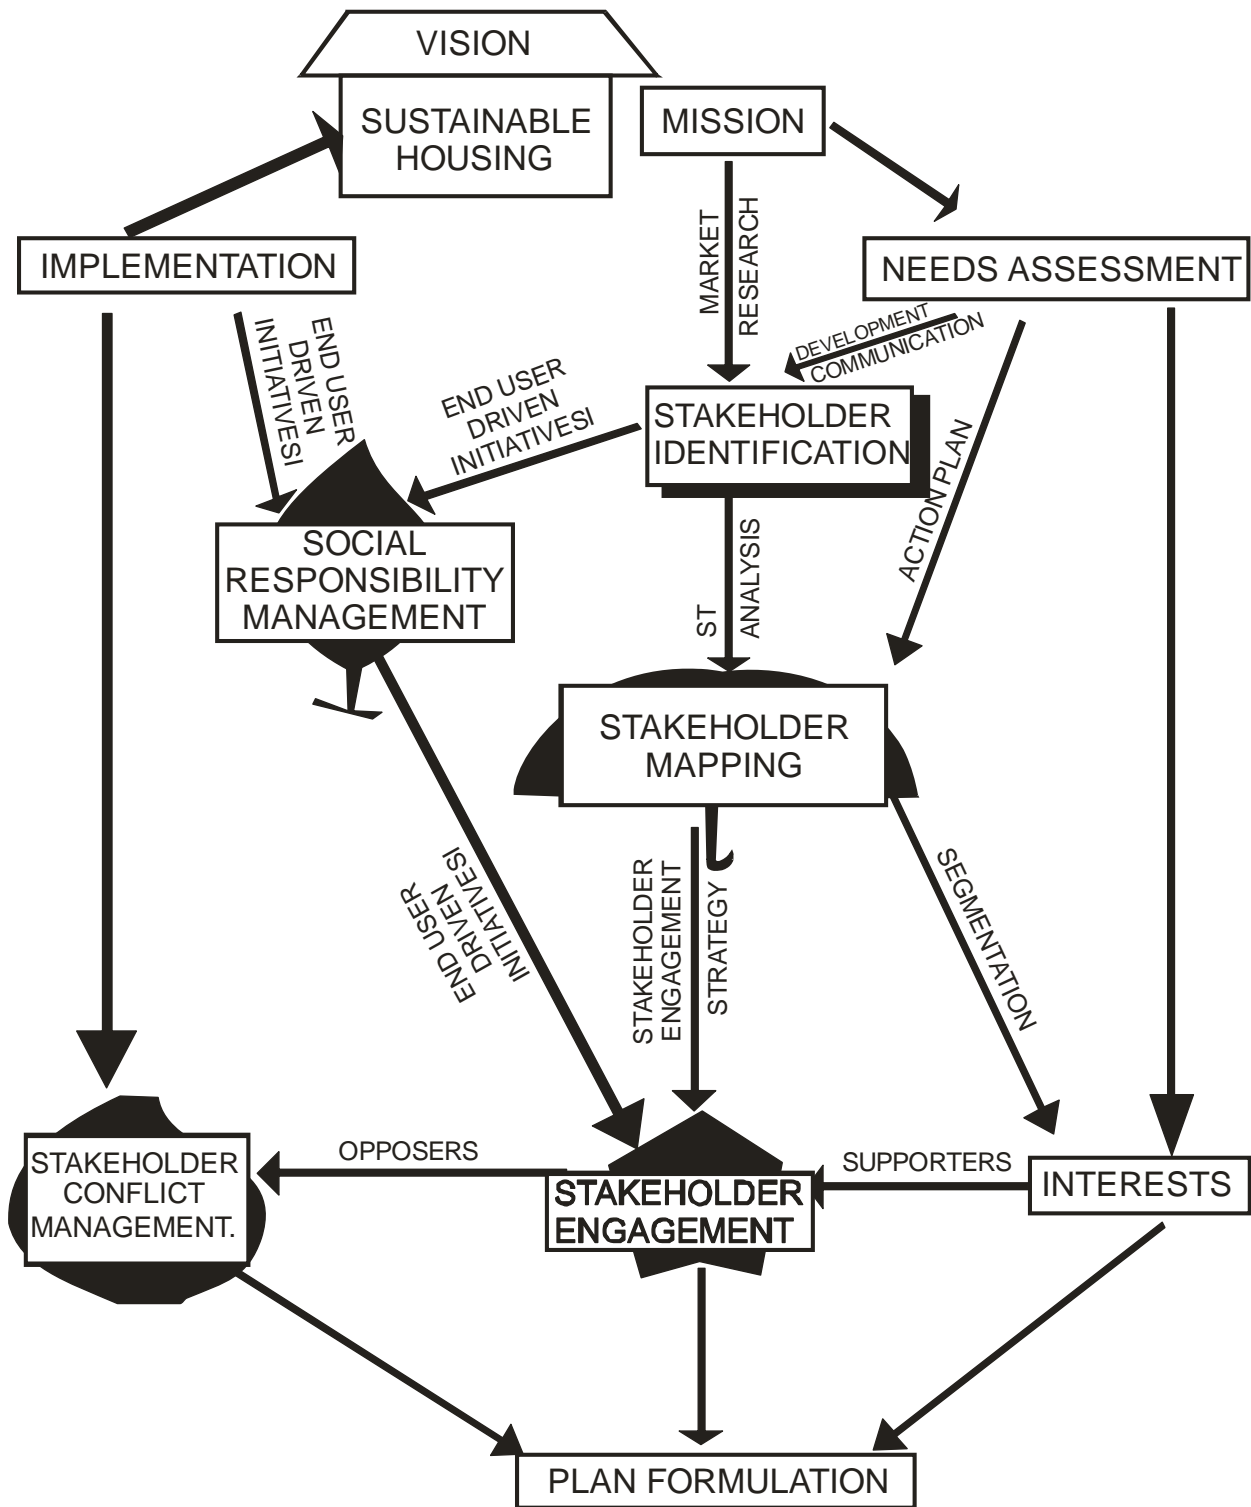 VISION
SUSTAINABLE
HOUSING
MISSION
IMPLEMENTATION
NEEDS ASSESSMENT
MARKET
RESEARCH
DEVELOPMENT
COMMUNICATION
END USER
DRIVEN
INITIATIVESI
END USER
DRIVEN
INITIATIVESI
STAKEHOLDER
IDENTIFICATION
ACTION PLAN
SOCIAL
RESPONSIBILITY
MANAGEMENT
ST
ANALYSIS
STAKEHOLDER
MAPPING
END USER
DRIVEN
INITIATIVESI
STAKEHOLDER
ENGAGEMENT
STRATEGY
SEGMENTATION
STAKEHOLDER
CONFLICT
MANAGEMENT.
OPPOSERS
STAKEHOLDER
ENGAGEMENT
SUPPORTERS
INTERESTS
PLAN FORMULATION